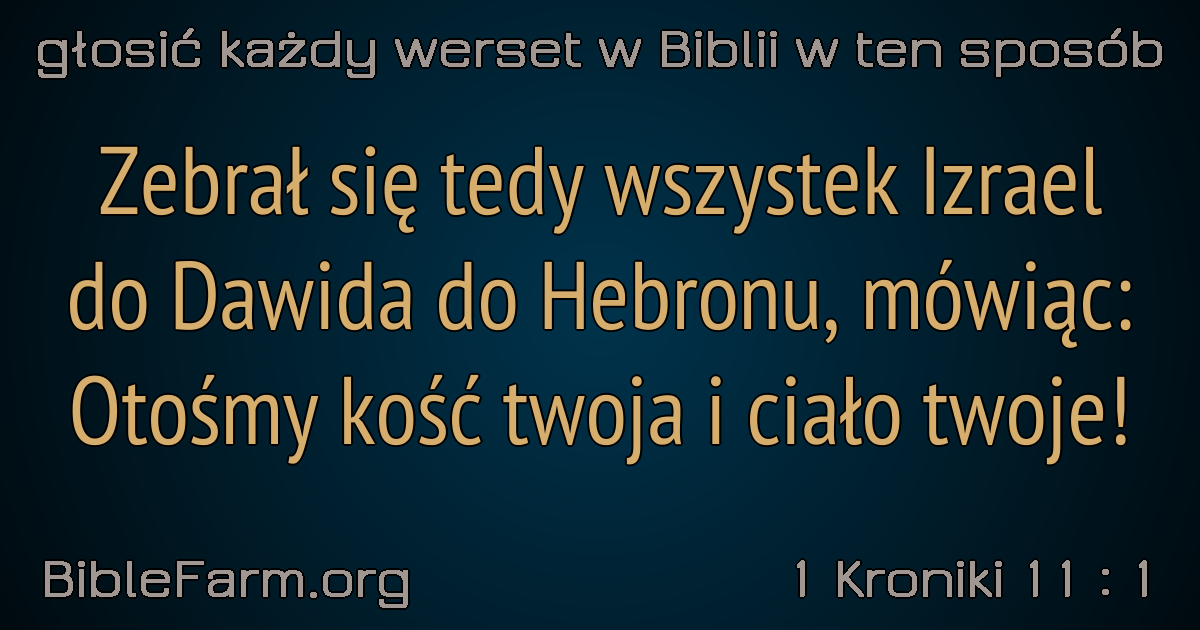 głosić każdy werset w Biblii w ten sposób
Zebrał się tedy wszystek Izrael
do Dawida do Hebronu, mówiąc:
Otośmy kość twoja i ciało twoje!
BibleFarm.org
1 Kroniki 11 : 1